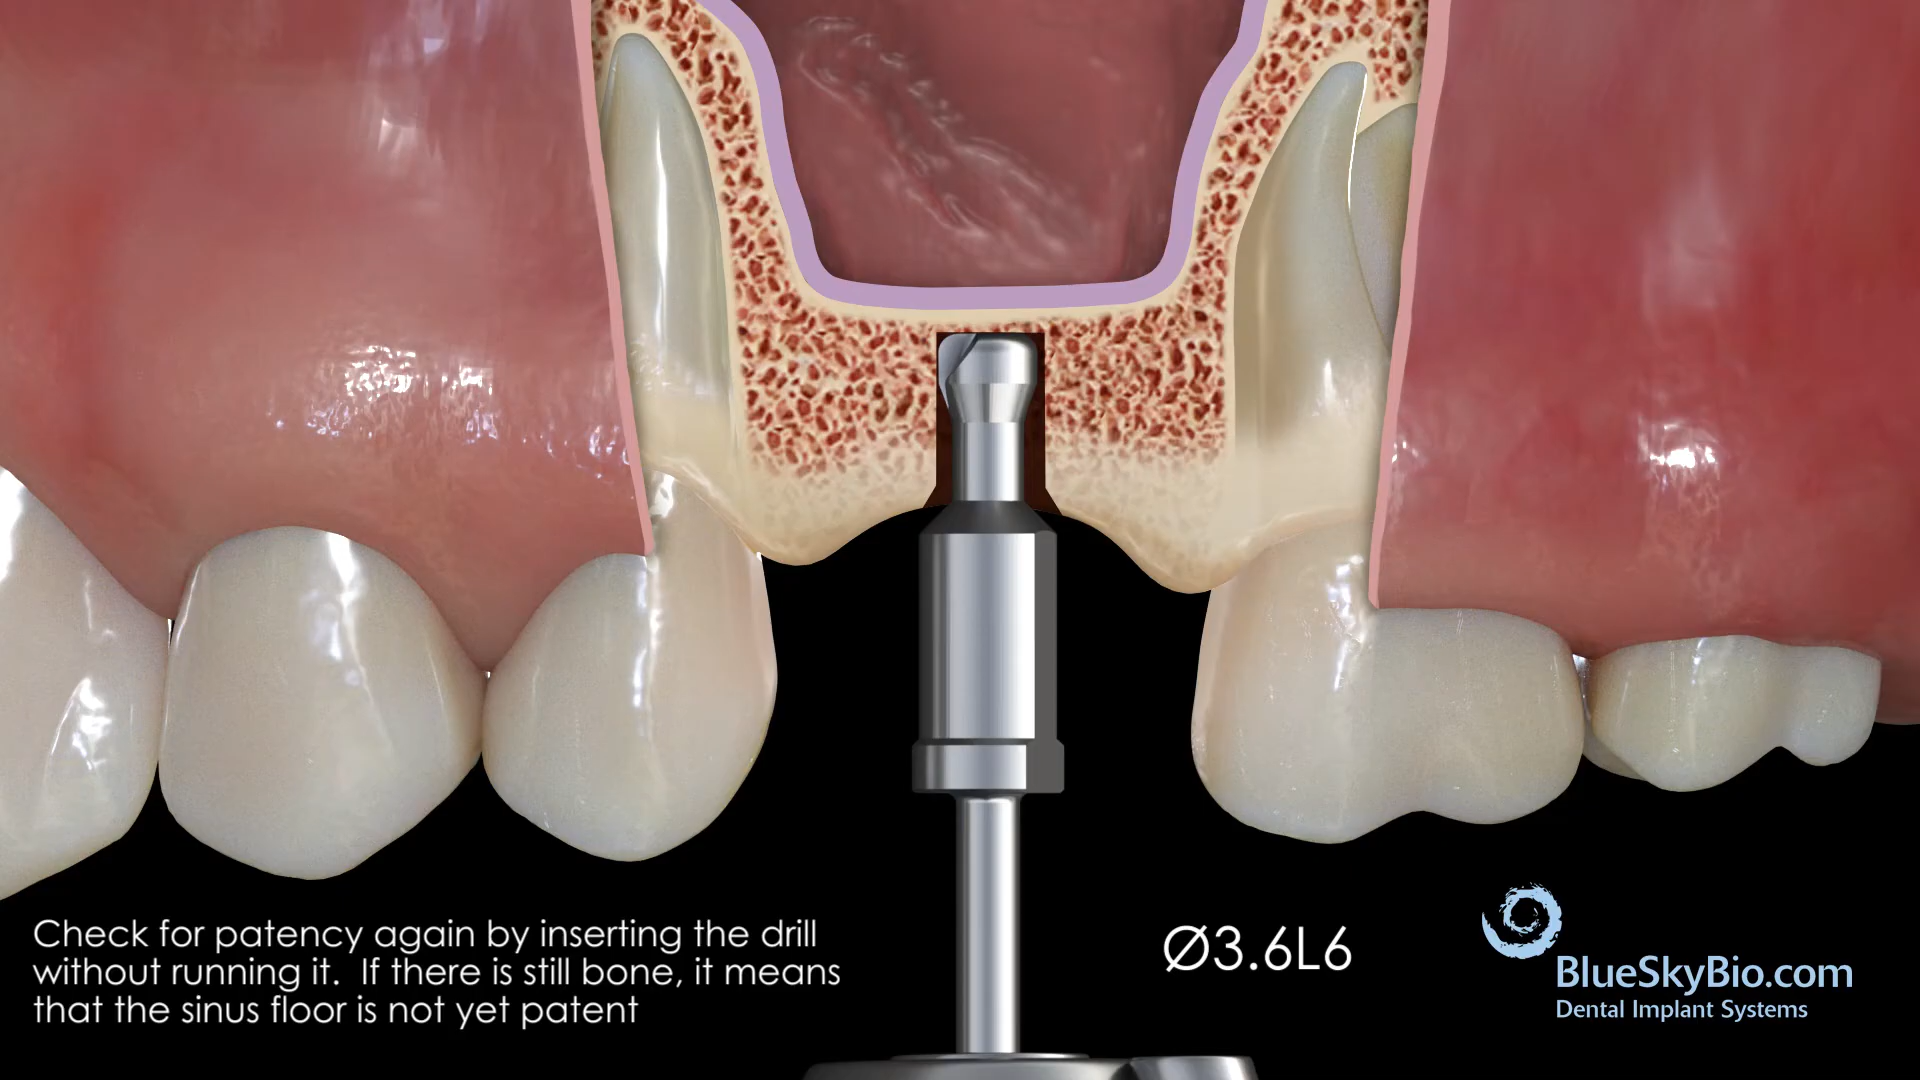 Check for patency again by inserting the drill
without running it.  If there is still bone, it means
that the sinus floor is not yet patent
Ø3.6L6
BlueSkyBio.com
Dental Implant Systems